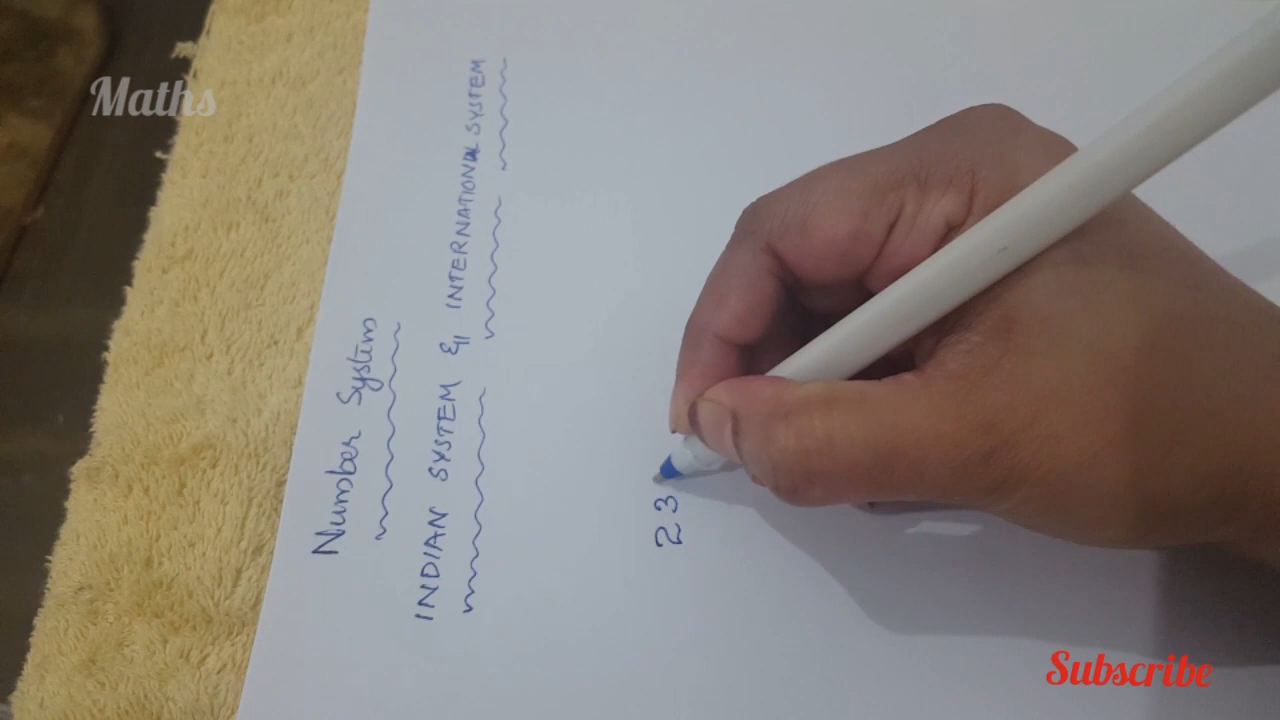 Maths
Number System
INDIAN SYSTEM & INTERNATIONAL SYSTEM
23
Subscribe